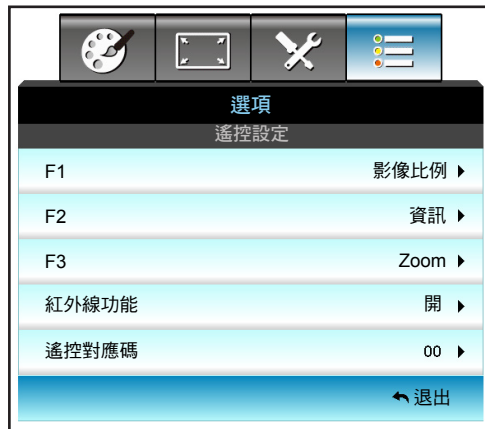 選項
遙控設定
F1 影像比例
F2 資訊
F3 Zoom
紅外線功能 開
遙控對應碼 00
退出